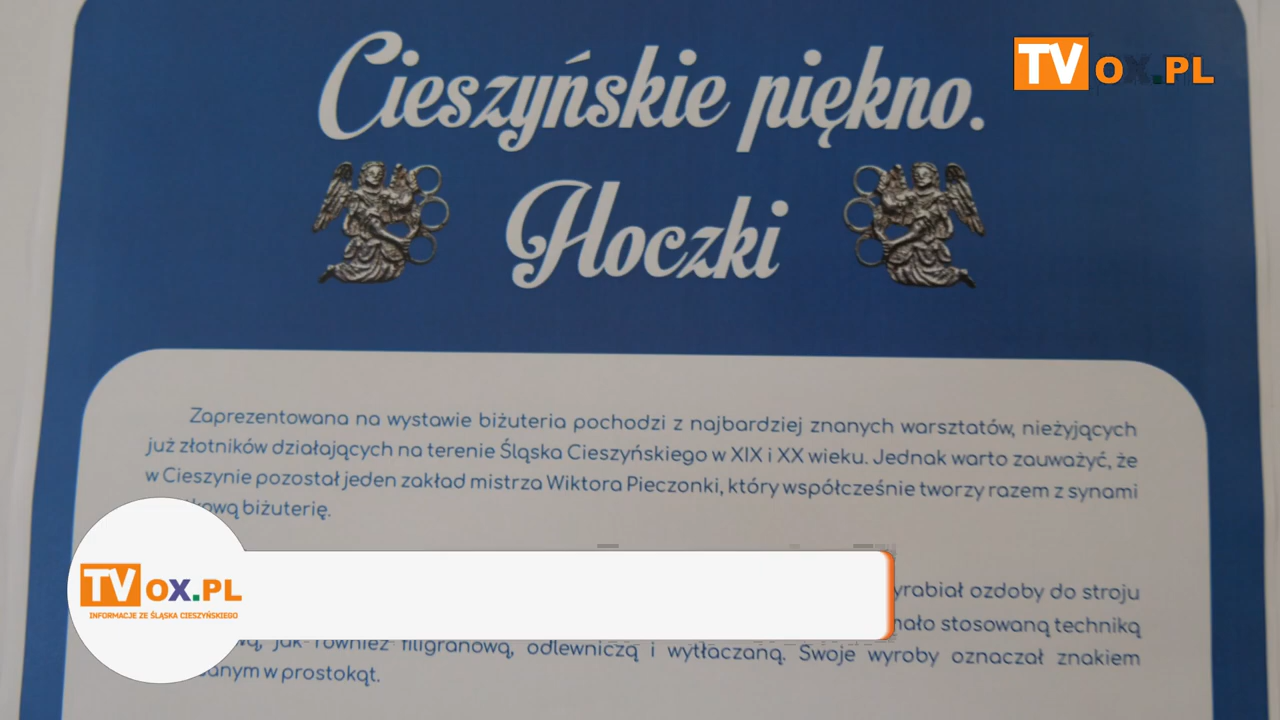 Cieszyńskie piękno.
TVOX.PL
Hoczki
Zaprezentowana na wystawie biżuteria pochodzi z najbardziej znanych warsztatów, nieżyjących
już złotników działających na terenie Śląska Cieszyńskiego w XIX i XX wieku. Jednak warto zauważyć, że
w Cieszynie pozostał jeden zakład mistrza Wiktora Pieczonki, który współcześnie tworzy razem z synami
biżuterię.
TVOX.PL
INFORMACJE ZE ŚLĄSKA CIESZYŃSKIEGO
ozdoby do stroju
stosowaną techniką
jak również filigranową, odlewniczą i wytłaczaną. Swoje wyroby oznaczał znakiem
w prostokąt.